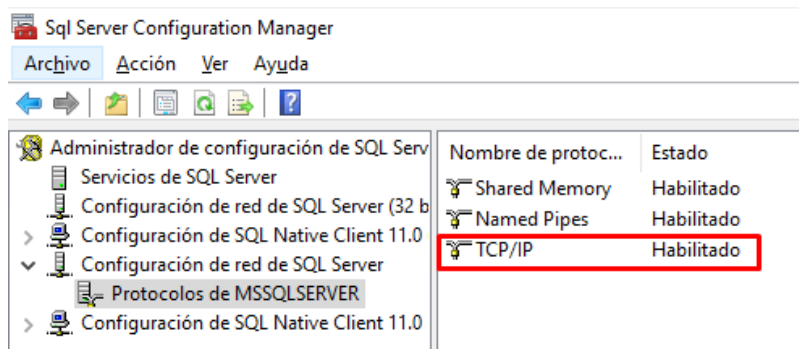 Sql Server Configuration Manager
Archivo Acción Ver Ayuda
Administrador de configuración de SQL Serv
Servicios de SQL Server
Configuración de red de SQL Server (32 b
Configuración de SQL Native Client 11.0
Configuración de red de SQL Server
Protocolos de MSSQLSERVER
Configuración de SQL Native Client 11.0
Nombre de protoc... Estado
Shared Memory Habilitado
Named Pipes Habilitado
TCP/IP Habilitado